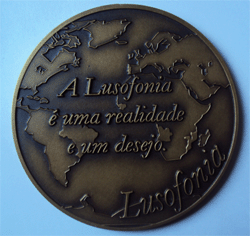 A Lusofonia
é uma realidade
e um desejo.
Lusofonia